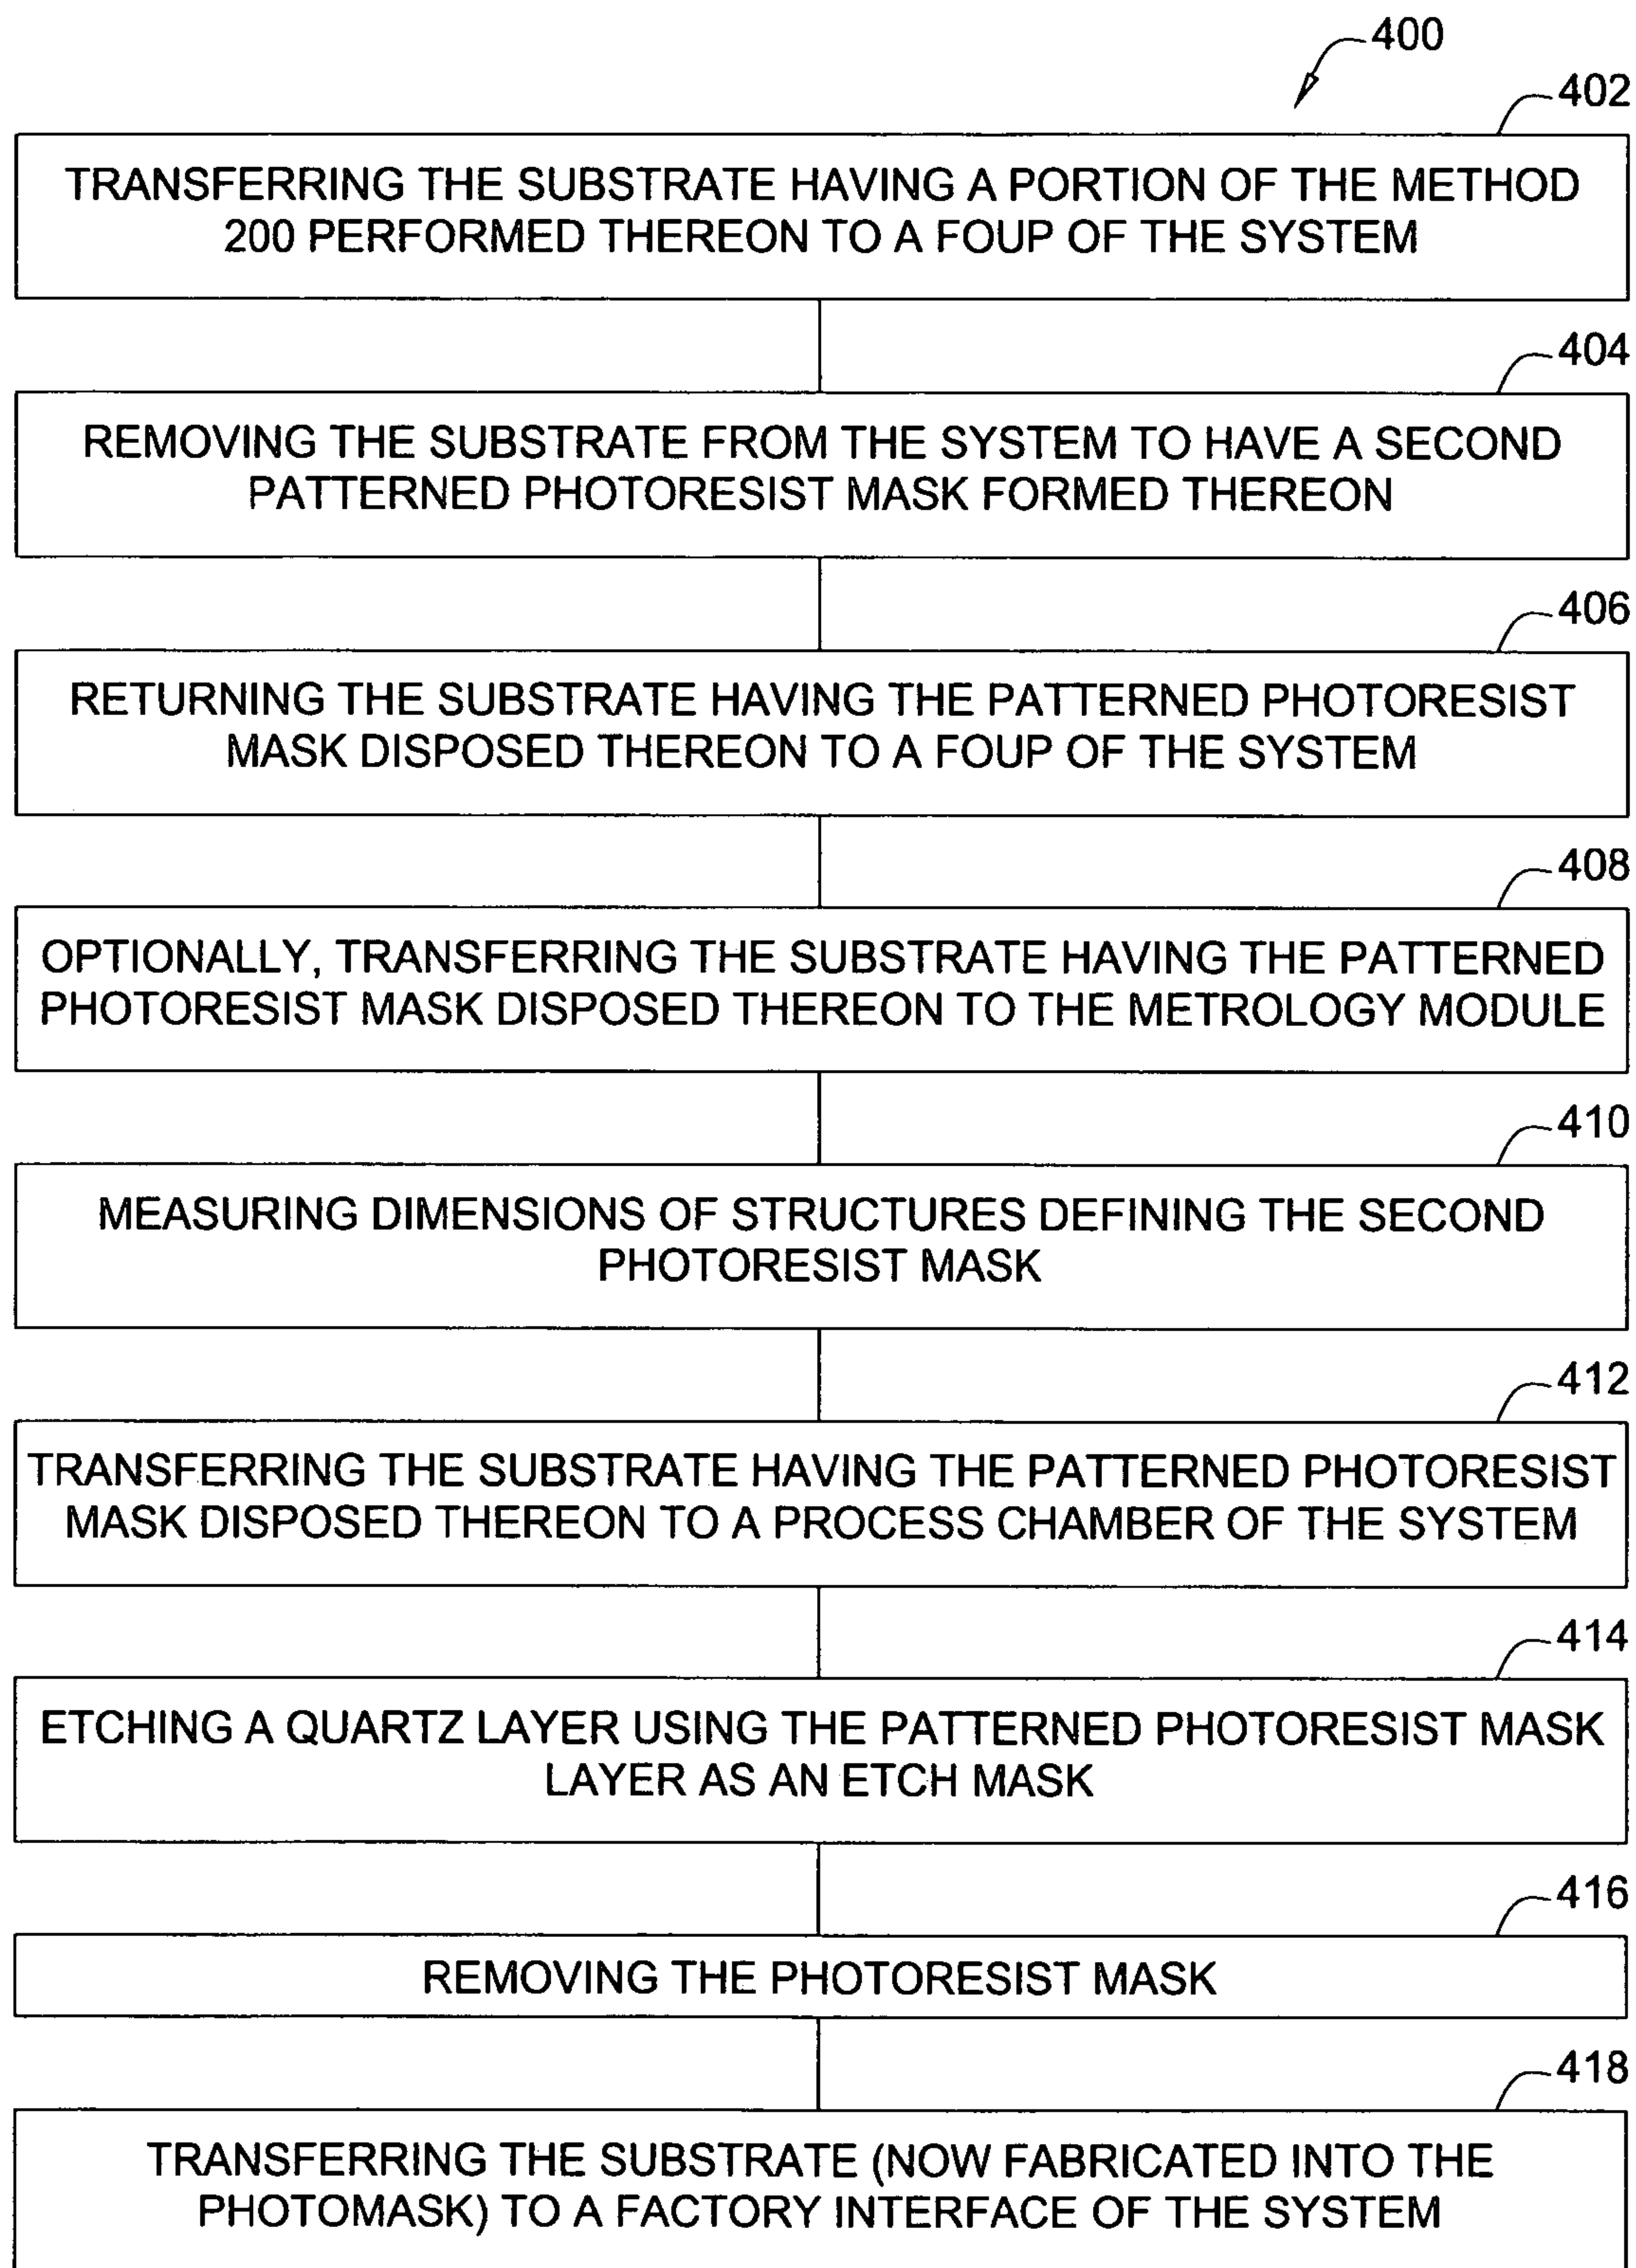 400
402
TRANSFERRING THE SUBSTRATE HAVING A PORTION OF THE METHOD
200 PERFORMED THEREON TO A FOUP OF THE SYSTEM
404
REMOVING THE SUBSTRATE FROM THE SYSTEM TO HAVE A SECOND
PATTERNED PHOTORESIST MASK FORMED THEREON
406
RETURNING THE SUBSTRATE HAVING THE PATTERNED PHOTORESIST
MASK DISPOSED THEREON TO A FOUP OF THE SYSTEM
408
OPTIONALLY, TRANSFERRING THE SUBSTRATE HAVING THE PATTERNED
PHOTORESIST MASK DISPOSED THEREON TO THE METROLOGY MODULE
410
MEASURING DIMENSIONS OF STRUCTURES DEFINING THE SECOND
PHOTORESIST MASK
412
TRANSFERRING THE SUBSTRATE HAVING THE PATTERNED PHOTORESIST
MASK DISPOSED THEREON TO A PROCESS CHAMBER OF THE SYSTEM
414
ETCHING A QUARTZ LAYER USING THE PATTERNED PHOTORESIST MASK
LAYER AS AN ETCH MASK
416
REMOVING THE PHOTORESIST MASK
418
TRANSFERRING THE SUBSTRATE (NOW FABRICATED INTO THE
PHOTOMASK) TO A FACTORY INTERFACE OF THE SYSTEM